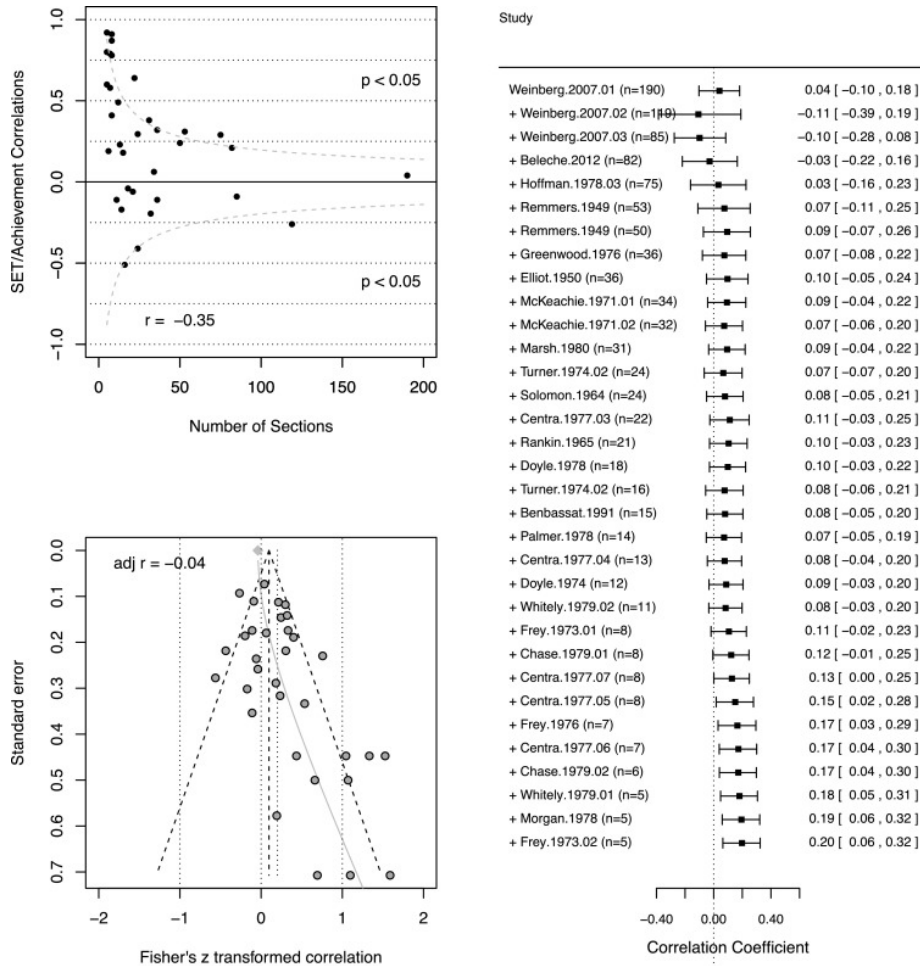 1.0
0.5
0.0
−0.5
−1.0
SET/Achievement Correlations
p < 0.05
p < 0.05
r = −0.35
0 50 100 150 200
Number of Sections
0.0
0.1
0.2
0.3
0.4
0.5
0.6
0.7
Standard error
adj r = −0.04
−2 −1 0 1 2
Fisher's z transformed correlation
Study
Weinberg.2007.01 (n=190) 0.04 [ −0.10 , 0.18 ]
+ Weinberg.2007.02 (n=119) −0.11 [ −0.39 , 0.19 ]
+ Weinberg.2007.03 (n=85) −0.10 [ −0.28 , 0.08 ]
+ Beleche.2012 (n=82) −0.03 [ −0.22 , 0.16 ]
+ Hoffman.1978.03 (n=75) 0.03 [ −0.16 , 0.23 ]
+ Remmers.1949 (n=53) 0.07 [ −0.11 , 0.25 ]
+ Remmers.1949 (n=50) 0.09 [ −0.07 , 0.26 ]
+ Greenwood.1976 (n=36) 0.07 [ −0.08 , 0.22 ]
+ Elliot.1950 (n=36) 0.10 [ −0.05 , 0.24 ]
+ McKeachie.1971.01 (n=34) 0.09 [ −0.04 , 0.22 ]
+ McKeachie.1971.02 (n=32) 0.07 [ −0.06 , 0.20 ]
+ Marsh.1980 (n=31) 0.09 [ −0.04 , 0.22 ]
+ Turner.1974.02 (n=24) 0.07 [ −0.07 , 0.20 ]
+ Solomon.1964 (n=24) 0.08 [ −0.05 , 0.21 ]
+ Centra.1977.03 (n=22) 0.11 [ −0.03 , 0.25 ]
+ Rankin.1965 (n=21) 0.10 [ −0.03 , 0.23 ]
+ Doyle.1978 (n=18) 0.10 [ −0.03 , 0.22 ]
+ Turner.1974.02 (n=16) 0.08 [ −0.06 , 0.21 ]
+ Benbassat.1991 (n=15) 0.08 [ −0.05 , 0.20 ]
+ Palmer.1978 (n=14) 0.07 [ −0.05 , 0.19 ]
+ Centra.1977.04 (n=13) 0.08 [ −0.04 , 0.20 ]
+ Doyle.1974 (n=12) 0.09 [ −0.03 , 0.20 ]
+ Whitely.1979.02 (n=11) 0.08 [ −0.03 , 0.20 ]
+ Frey.1973.01 (n=8) 0.11 [ −0.02 , 0.23 ]
+ Chase.1979.01 (n=8) 0.12 [ −0.01 , 0.25 ]
+ Centra.1977.07 (n=8) 0.13 [ 0.00 , 0.25 ]
+ Centra.1977.05 (n=8) 0.15 [ 0.02 , 0.28 ]
+ Frey.1976 (n=7) 0.17 [ 0.03 , 0.29 ]
+ Centra.1977.06 (n=7) 0.17 [ 0.04 , 0.30 ]
+ Chase.1979.02 (n=6) 0.17 [ 0.04 , 0.30 ]
+ Whitely.1979.01 (n=5) 0.18 [ 0.05 , 0.31 ]
+ Morgan.1978 (n=5) 0.19 [ 0.06 , 0.32 ]
+ Frey.1973.02 (n=5) 0.20 [ 0.06 , 0.32 ]
−0.40 0.00 0.40
Correlation Coefficient